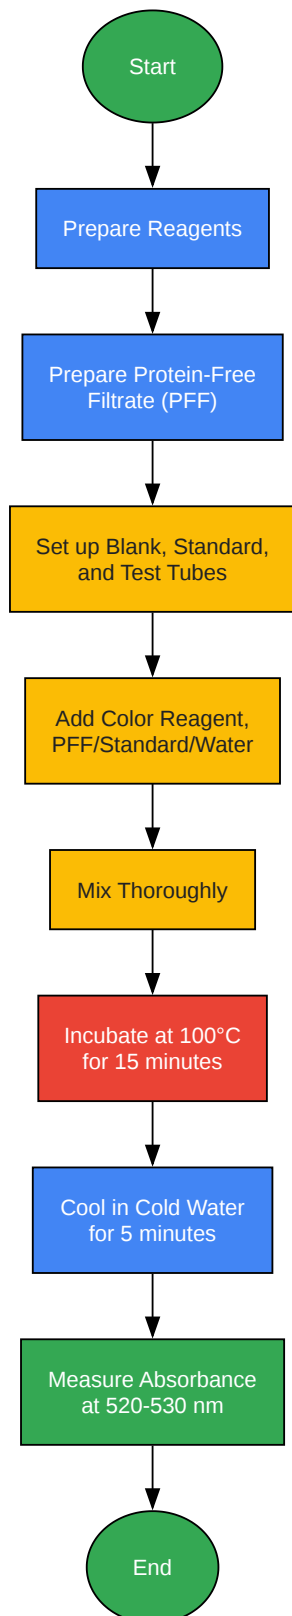 Start
Prepare Reagents
Prepare Protein-Free
Filtrate (PFF)
Set up Blank, Standard,
and Test Tubes
Add Color Reagent,
PFF/Standard/Water
Mix Thoroughly
Incubate at 100°C
for 15 minutes
Cool in Cold Water
for 5 minutes
Measure Absorbance
at 520-530 nm
End